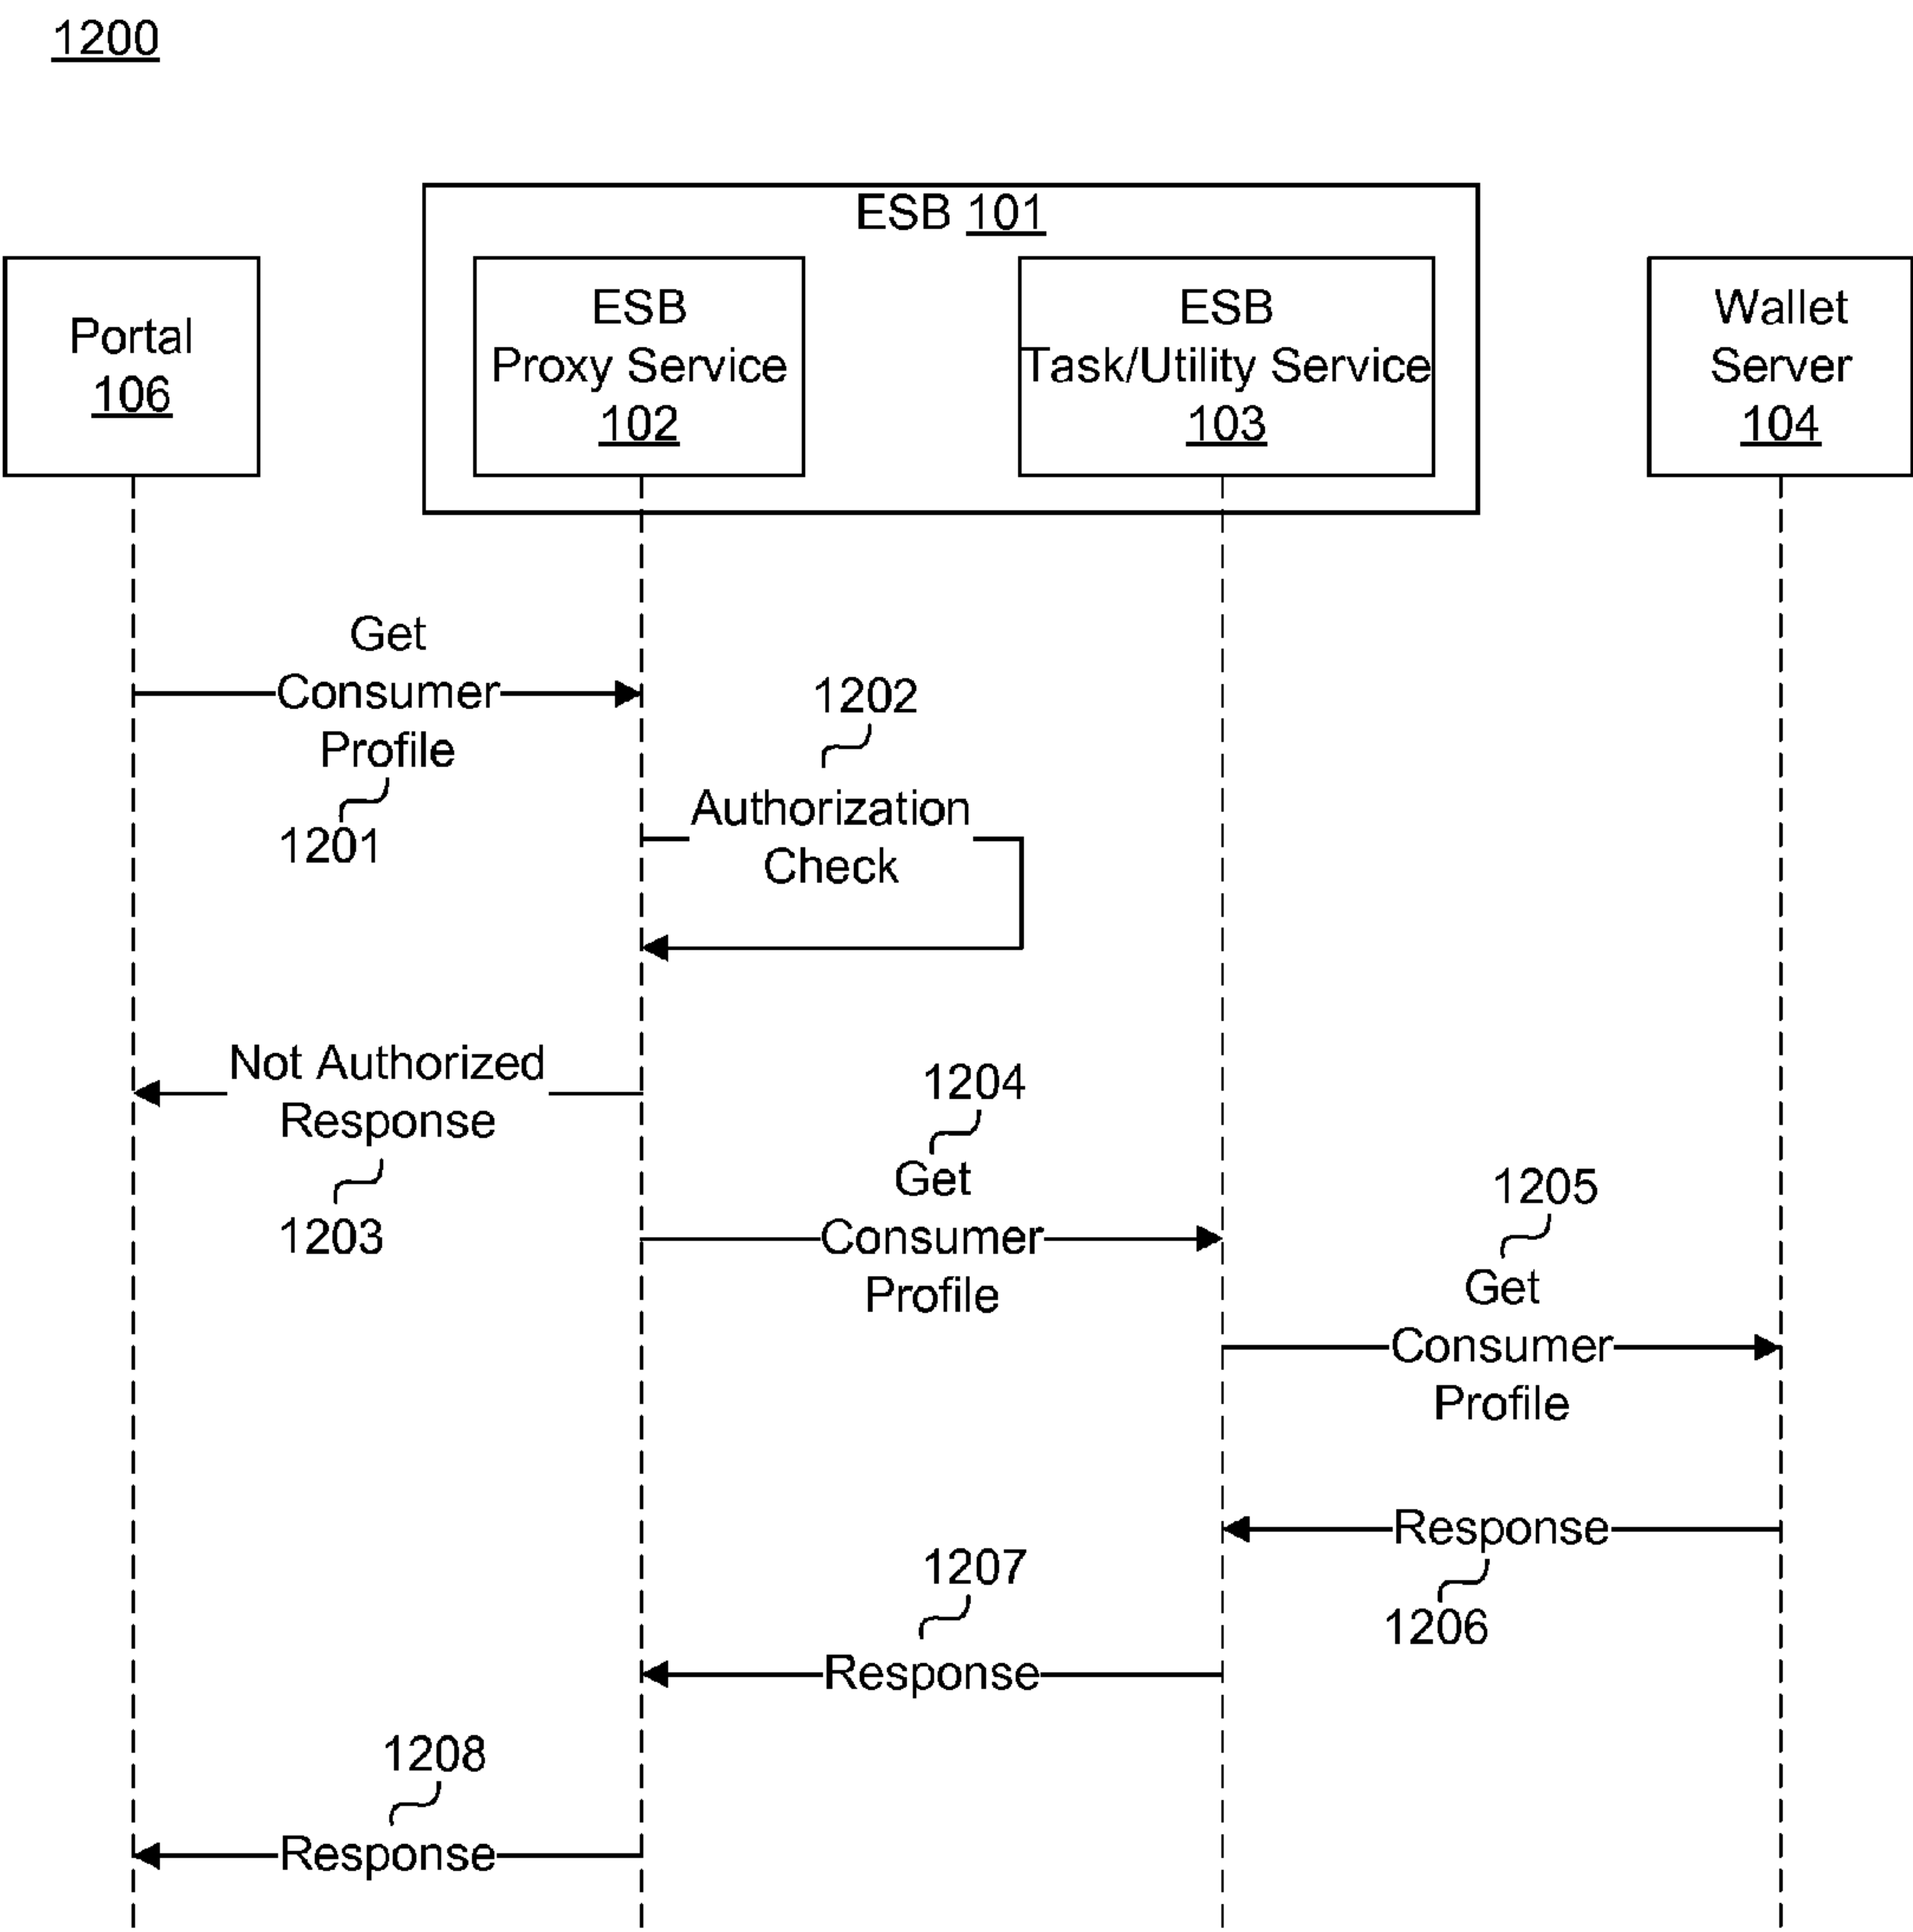 1200
ESB 101
Portal
106
ESB
Proxy Service
102
ESB
Task/Utility Service
103
Wallet
Server
104
Get
Consumer
Profile
1201
1202
Authorization
Check
Not Authorized
Response
1203
1204
Get
Consumer
Profile
1205
Get
Consumer
Profile
Response
1206
1207
Response
1208
Response